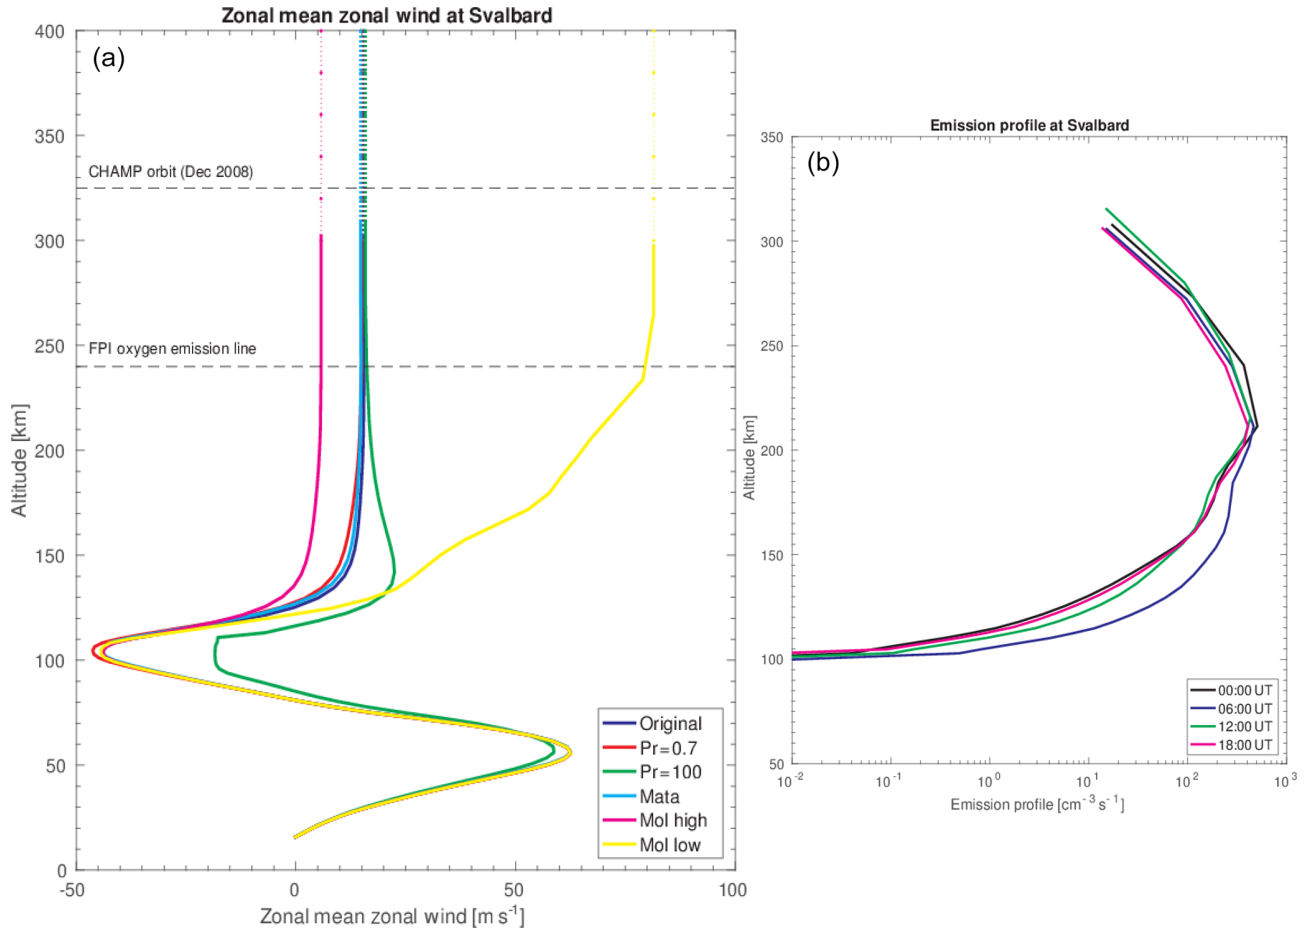 Zonal mean zonal wind at Svalbard
(a)
400
350
300
250
200
150
100
50
0
Altitude [km]
CHAMP orbit (Dec 2008)
FPI oxygen emission line
Original
Pr=0.7
Pr=100
Mata
Mol high
Mol low
-50
0
50
100
Zonal mean zonal wind [m s-1]
Emission profile at Svalbard
(b)
350
300
250
200
150
100
50
Altitude [km]
00:00 UT
06:00 UT
12:00 UT
18:00 UT
10-2
10-1
100
101
102
103
Emission profile [cm-3 s-1]